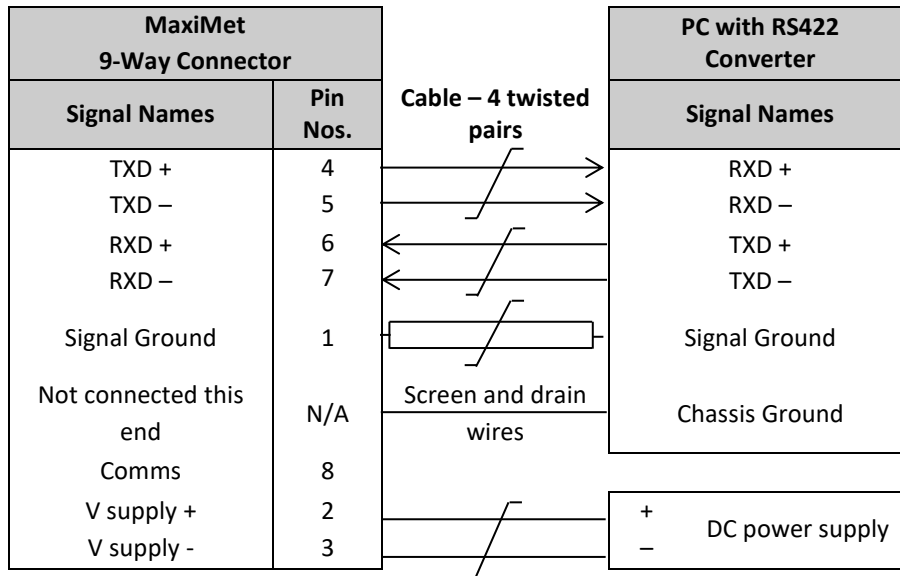 MaxiMet
9-Way Connector
PC with RS422
Converter
Signal Names
Pin
Nos.
Cable – 4 twisted
pairs
Signal Names
TXD +
4
RXD +
TXD –
5
RXD –
RXD +
6
TXD +
RXD –
7
TXD –
Signal Ground
1
Signal Ground
Not connected this
end
N/A
Screen and drain
wires
Chassis Ground
Comms
8
V supply +
2
+
DC power supply
V supply -
3
–